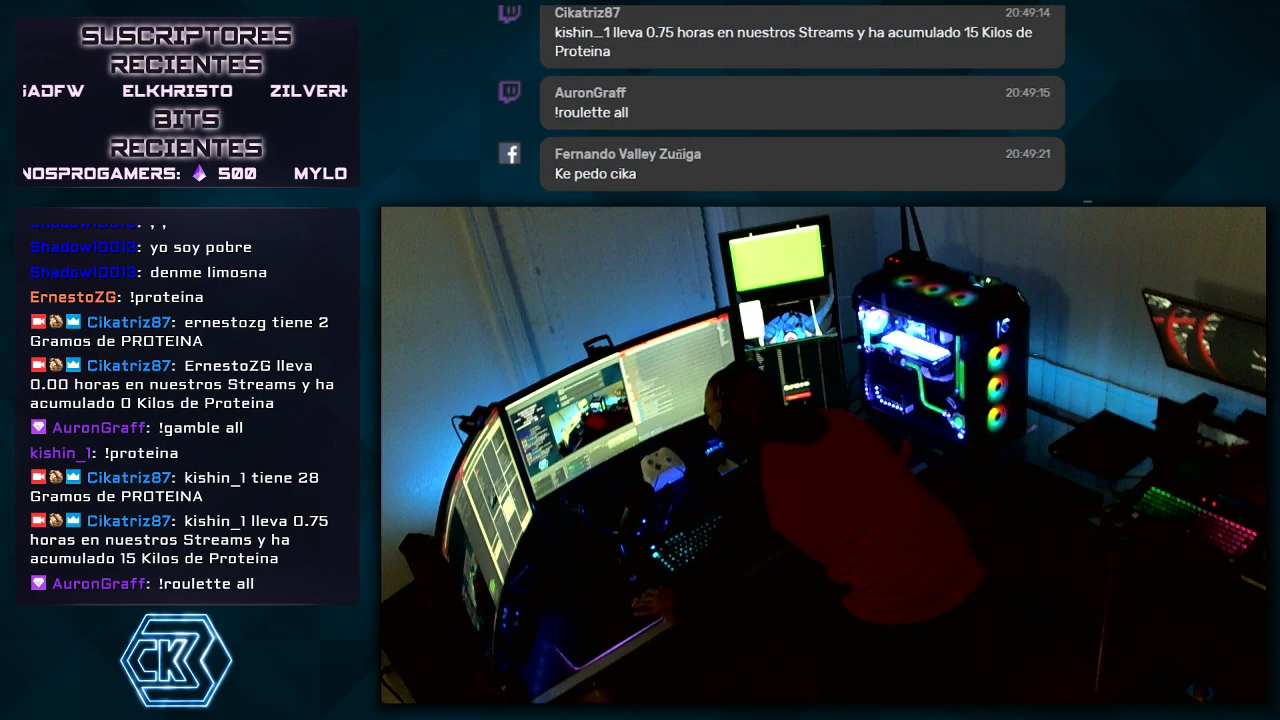 SUSCRIPTORES
RECIENTES
ELKHRISTO
BITS
RECIENTES
NOSPROGAMERS: 500 MYLO
Shadow10013: , ,
Shadow10013: yo soy pobre
Shadow10013: denme limosna
ErnestoZG: !proteina
Cikatriz87: ernestozg tiene 2
Gramos de PROTEINA
Cikatriz87: ErnestoZG lleva
0.00 horas en nuestros Streams y ha
acumulado 0 Kilos de Proteina
AuronGraff: !gamble all
kishin_1: !proteina
Cikatriz87: kishin_1 tiene 28
Gramos de PROTEINA
Cikatriz87: kishin_1 lleva 0.75
horas en nuestros Streams y ha
acumulado 15 Kilos de Proteina
AuronGraff: !roulette all
CK3
Cikatriz87 20:49:14
kishin_1 lleva 0.75 horas en nuestros Streams y ha acumulado 15 Kilos de
Proteina
AuronGraff 20:49:15
!roulette all
Fernando Valley Zuñiga 20:49:21
Ke pedo cika